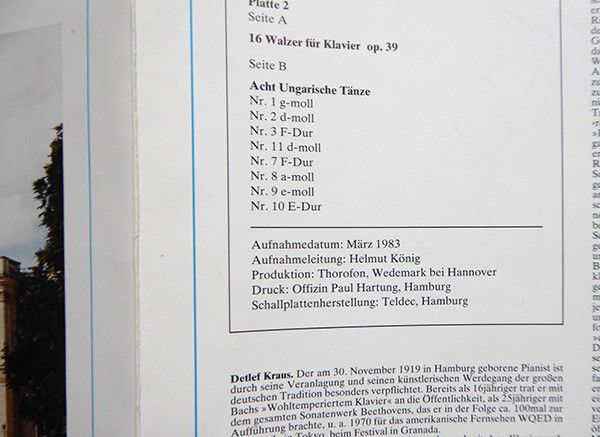 Platte 2
Seite A
16 Walzer für Klavier op. 39
Seite B
Acht Ungarische Tänze
Nr. 1 g-moll
Nr. 2 d-moll
Nr. 3 F-Dur
Nr. 11 d-moll
Nr. 7 F-Dur
Nr. 8 a-moll
Nr. 9 e-moll
Nr. 10 E-Dur
Aufnahmedatum: März 1983
Aufnahmeleitung: Helmut König
Produktion: Thorofon, Wedemark bei Hannover
Druck: Offizin Paul Hartung, Hamburg
Schallplattenherstellung: Teldec, Hamburg
Detlef Kraus. Der am 30. November 1919 in Hamburg geborene Pianist ist
durch seine Veranlagung und seinen künstlerischen Werdegang der großen
deutschen Tradition besonders verpflichtet. Bereits als 16jähriger trat er mit
Bachs »Wohltemperiertem Klavier« an die Öffentlichkeit, als 25jähriger mit
dem gesamten Sonatenwerk Beethovens, das er in der Folge ca. 100mal zur
Aufführung brachte, u. a. 1970 für das amerikanische Fernsehen WQED in
Tokyo, beim Festival in Granada.